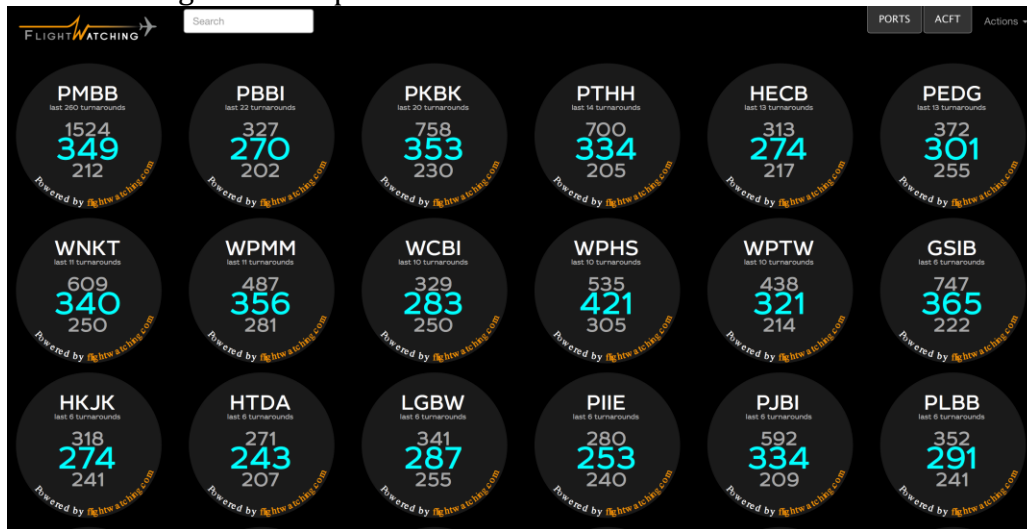 FLIGHTWATCHING
Search
PORTS ACFT Actions
PMBB
last 260 turnarounds
1524
349
212
Powered by flightwatching.com
PBBI
last 22 turnarounds
327
270
202
Powered by flightwatching.com
PKBK
last 20 turnarounds
758
353
230
Powered by flightwatching.com
PTHH
last 14 turnarounds
700
334
205
Powered by flightwatching.com
HECB
last 13 turnarounds
313
274
217
Powered by flightwatching.com
PEDG
last 13 turnarounds
372
301
255
Powered by flightwatching.com
WNKT
last 11 turnarounds
609
340
250
Powered by flightwatching.com
WPMM
last 11 turnarounds
487
356
281
Powered by flightwatching.com
WCBI
last 10 turnarounds
329
283
250
Powered by flightwatching.com
WPHS
last 10 turnarounds
535
421
305
Powered by flightwatching.com
WPTW
last 10 turnarounds
438
321
214
Powered by flightwatching.com
GSIB
last 6 turnarounds
747
365
222
Powered by flightwatching.com
HKJK
last 6 turnarounds
318
274
241
Powered by flightwatching.com
HTDA
last 6 turnarounds
271
243
207
Powered by flightwatching.com
LGBW
last 6 turnarounds
341
287
255
Powered by flightwatching.com
PIIE
last 6 turnarounds
280
253
240
Powered by flightwatching.com
PJBI
last 6 turnarounds
592
334
209
Powered by flightwatching.com
PLBB
last 6 turnarounds
352
291
241
Powered by flightwatching.com